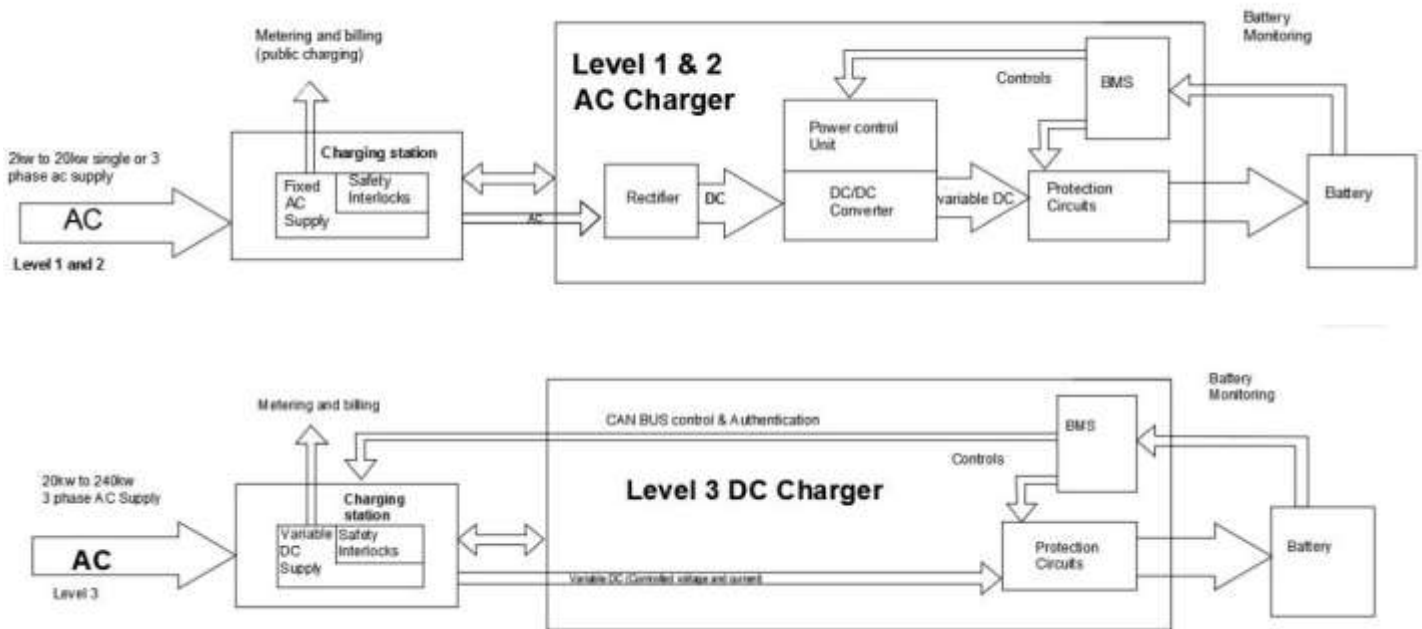 Metering and billing
(public charging)
Level 1 & 2
AC Charger
Battery
Monitoring
Controls
BMS
2kw to 20kw single or 3
phase ac supply
AC
Level 1 and 2
Charging station
Fixed
AC
Supply
Safety
Interlocks
AC
Rectifier
DC
Power control
Unit
DC/DC
Converter
variable DC
Protection
Circuits
Battery
Metering and billing
CAN BUS control & Authentication
Battery
Monitoring
BMS
Controls
20kw to 240kw
3 phase AC Supply
AC
Level 3
Charging
station
Variable
DC
Supply
Safety
Interlocks
Level 3 DC Charger
Variable DC (Controlled voltage and current)
Protection
Circuits
Battery